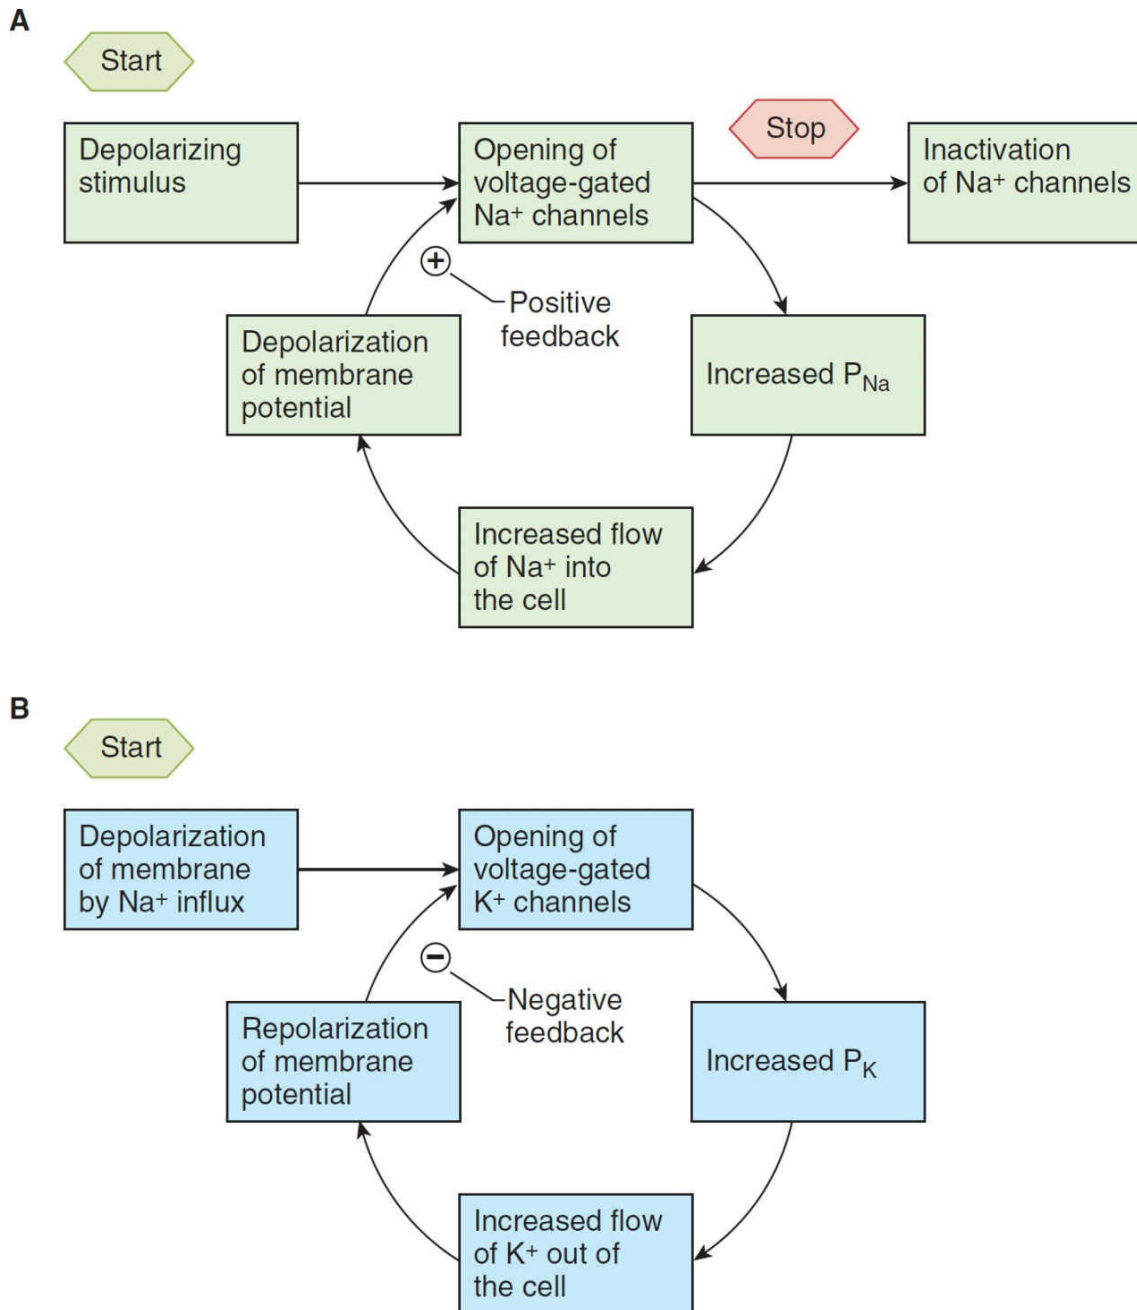 A
Start
Depolarizing
stimulus
Opening of
voltage-gated
Na⁺ channels
Stop
Inactivation
of Na⁺ channels
+
Positive
feedback
Depolarization
of membrane
potential
Increased P_Na
Increased flow
of Na⁺ into
the cell
B
Start
Depolarization
of membrane
by Na⁺ influx
Opening of
voltage-gated
K⁺ channels
−
Negative
feedback
Repolarization
of membrane
potential
Increased P_K
Increased flow
of K⁺ out of
the cell